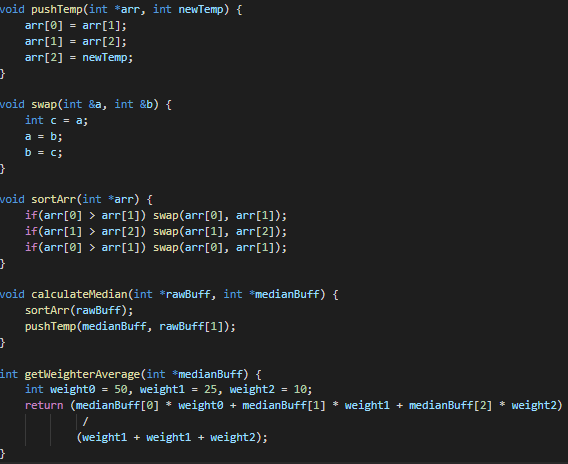 void pushTemp(int *arr, int newTemp) {
    arr[0] = arr[1];
    arr[1] = arr[2];
    arr[2] = newTemp;
}

void swap(int &a, int &b) {
    int c = a;
    a = b;
    b = c;
}

void sortArr(int *arr) {
    if(arr[0] > arr[1]) swap(arr[0], arr[1]);
    if(arr[1] > arr[2]) swap(arr[1], arr[2]);
    if(arr[0] > arr[1]) swap(arr[0], arr[1]);
}

void calculateMedian(int *rawBuff, int *medianBuff) {
    sortArr(rawBuff);
    pushTemp(medianBuff, rawBuff[1]);
}

int getWeighterAverage(int *medianBuff) {
    int weight0 = 50, weight1 = 25, weight2 = 10;
    return (medianBuff[0] * weight0 + medianBuff[1] * weight1 + medianBuff[2] * weight2)
            /
            (weight1 + weight1 + weight2);
}